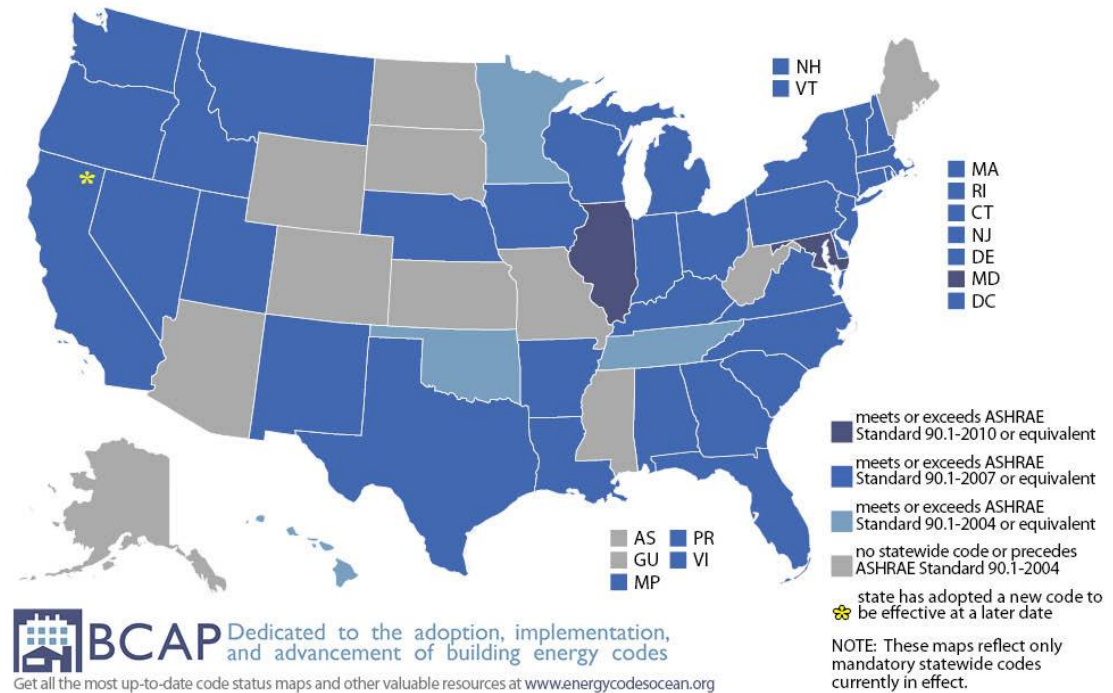 NH
VT
MA
RI
CT
NJ
DE
MD
DC
meets or exceeds ASHRAE
Standard 90.1-2010 or equivalent
meets or exceeds ASHRAE
Standard 90.1-2007 or equivalent
meets or exceeds ASHRAE
Standard 90.1-2004 or equivalent
no statewide code or precedes
ASHRAE Standard 90.1-2004
state has adopted a new code to
be effective at a later date
NOTE: These maps reflect only
mandatory statewide codes
currently in effect.
AS PR
GU VI
MP
BCAP Dedicated to the adoption, implementation,
and advancement of building energy codes
Get all the most up-to-date code status maps and other valuable resources at www.energycodesocean.org